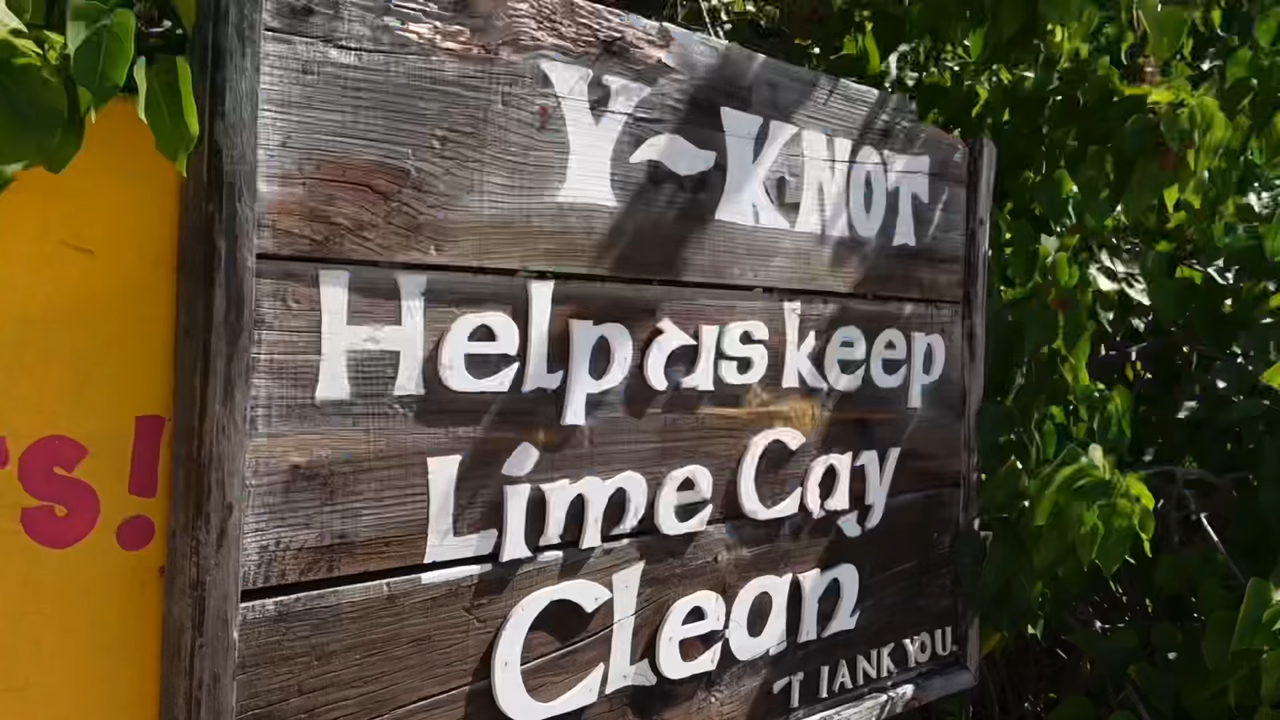 Y~KNOT
Help us keep
Lime Cay
Clean
THANK YOU.
s!